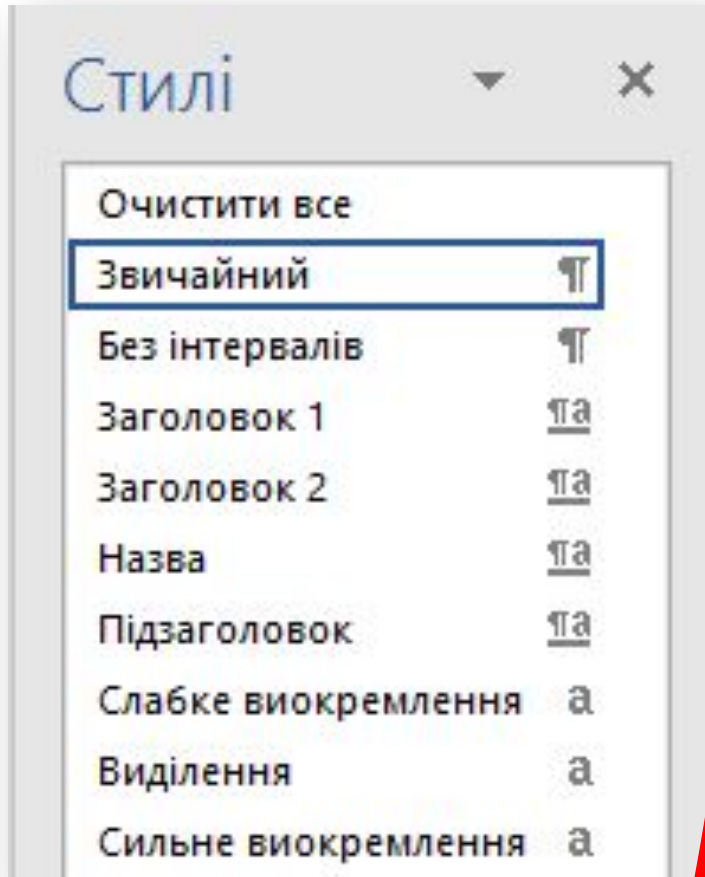 Стилі
Очистити все
Звичайний ¶
Без інтервалів ¶
Заголовок 1 ¶a
Заголовок 2 ¶a
Назва ¶a
Підзаголовок ¶a
Слабке виокремлення a
Виділення a
Сильне виокремлення a